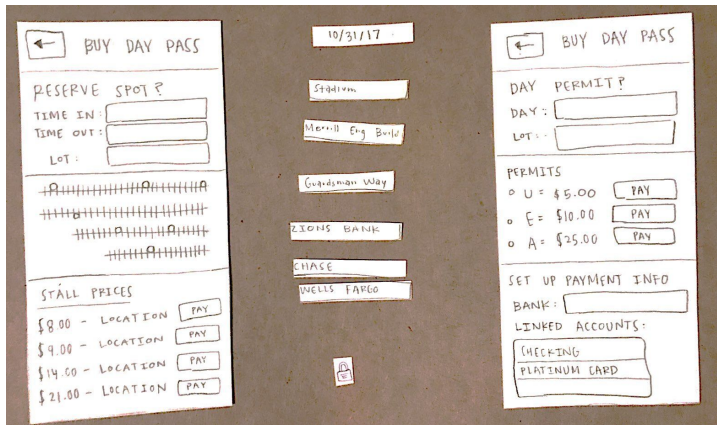 BUY DAY PASS
RESERVE SPOT?
TIME IN:
TIME OUT:
LOT:
STALL PRICES
$8.00 - LOCATION PAY
$9.00 - LOCATION PAY
$14.00 - LOCATION PAY
$21.00 - LOCATION PAY
10/31/17
Stadium
Merrill Eng Build
Guardsman Way
ZIONS BANK
CHASE
WELLS FARGO
BUY DAY PASS
DAY PERMIT?
DAY:
LOT:
PERMITS
U = $5.00 PAY
E = $10.00 PAY
A = $25.00 PAY
SET UP PAYMENT INFO
BANK:
LINKED ACCOUNTS:
CHECKING
PLATINUM CARD